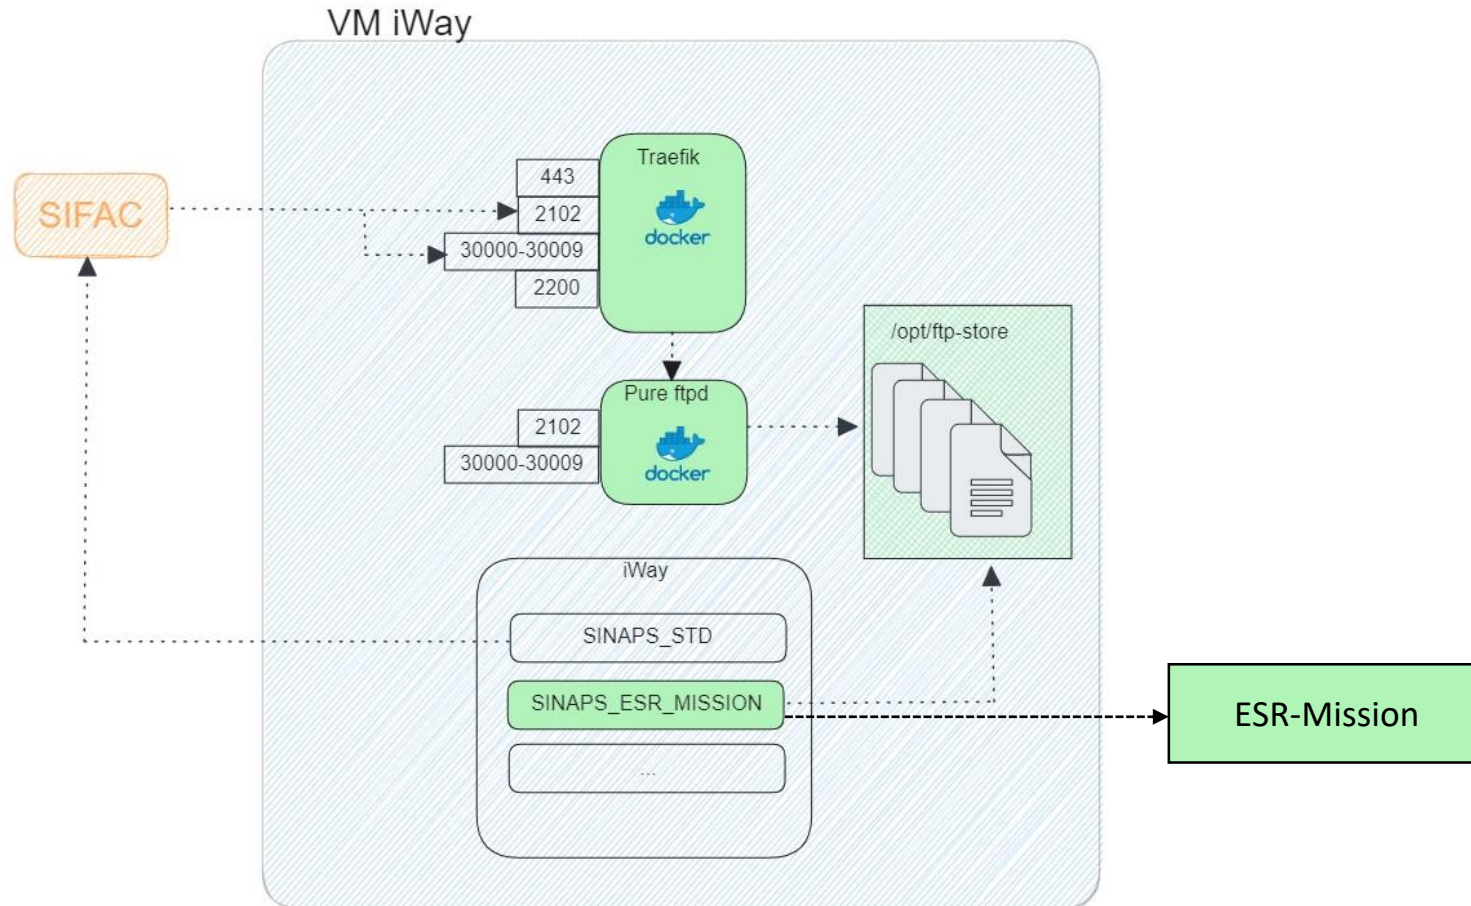 VM iWay
Traefik
443
SIFAC
2102
docker
30000-30009
2200
/opt/ftp-store
Pure ftpd
2102
30000-30009
docker
iWay
SINAPS_STD
SINAPS_ESR_MISSION
ESR-Mission
...